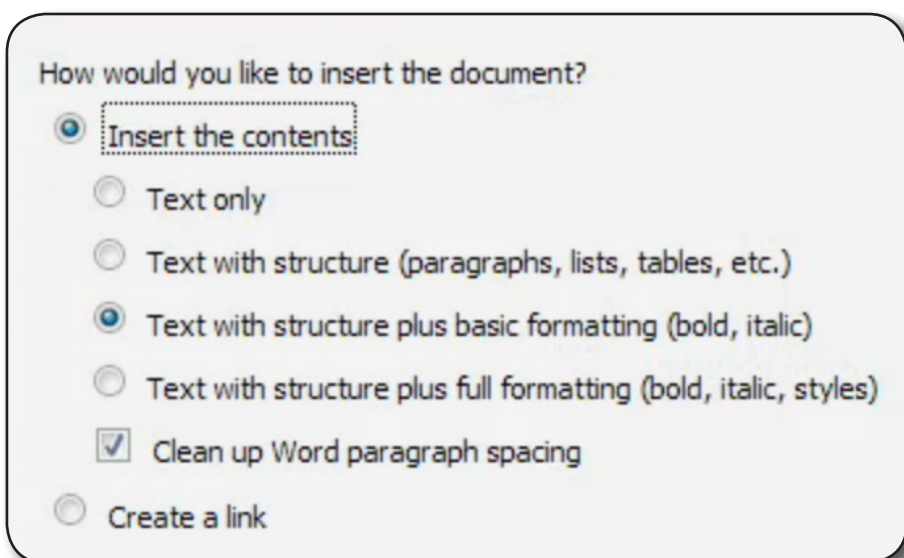 How would you like to insert the document?
Insert the contents
Text only
Text with structure (paragraphs, lists, tables, etc.)
Text with structure plus basic formatting (bold, italic)
Text with structure plus full formatting (bold, italic, styles)
Clean up Word paragraph spacing
Create a link